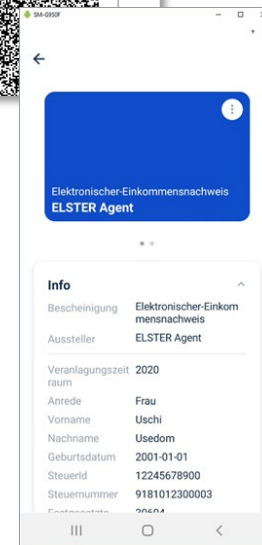 SM-G950F
Elektronischer-Einkommensnachweis
ELSTER Agent
Info
Bescheinigung Elektronischer-Einkom
mensnachweis
Aussteller ELSTER Agent
Veranlagungszeit 2020
raum
Anrede Frau
Vorname Uschi
Nachname Usedom
Geburtsdatum 2001-01-01
SteuerId 12245678900
Steuernummer 9181012300003